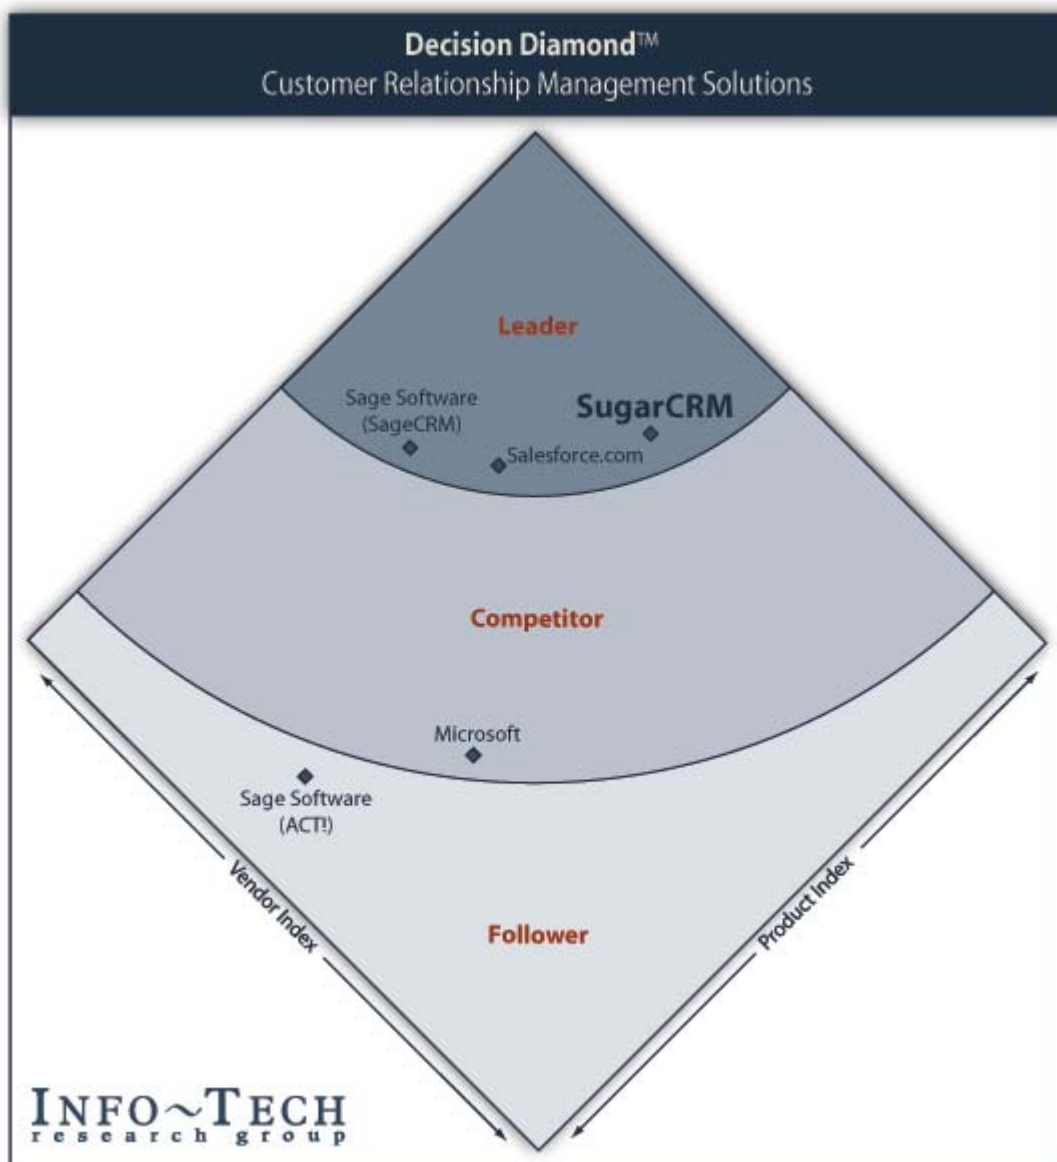 Decision Diamond™
Customer Relationship Management Solutions
Leader
Sage Software
(SageCRM)
SugarCRM
Salesforce.com
Competitor
Microsoft
Sage Software
(ACT!)
Vendor Index
Product Index
Follower
INFO~TECH
research group